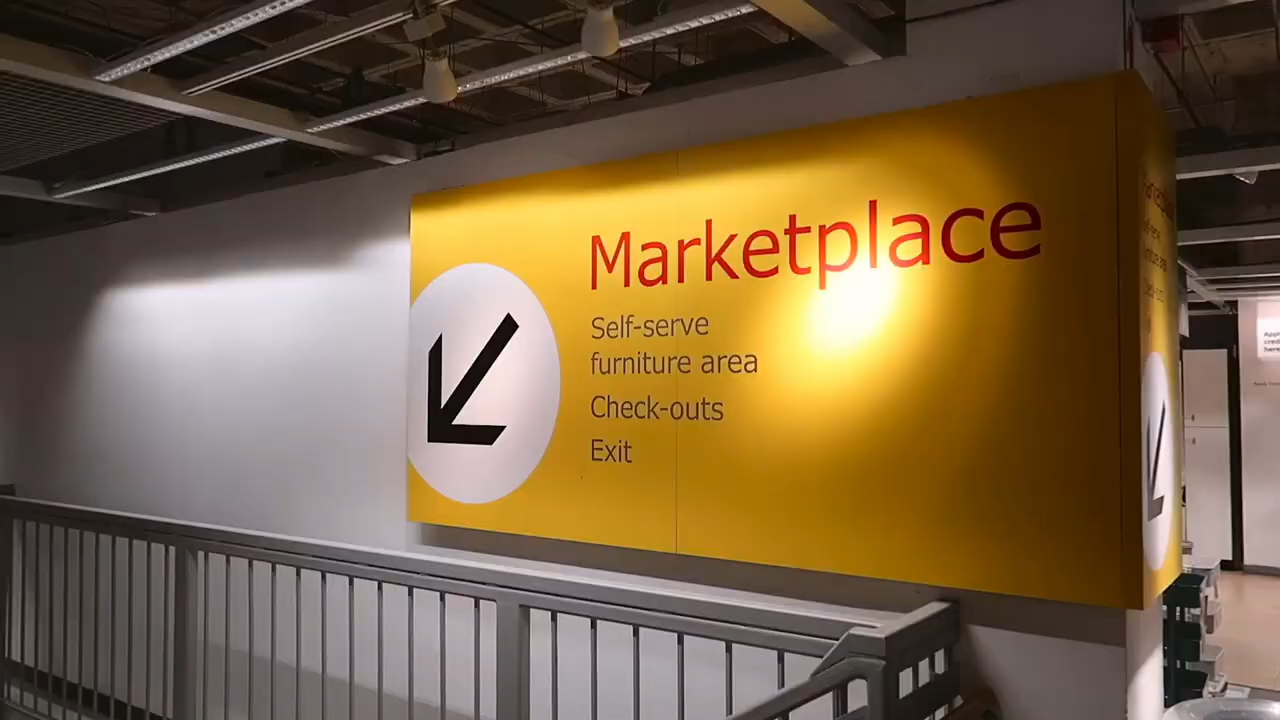 Marketplace
Self-serve
furniture area
Check-outs
Exit